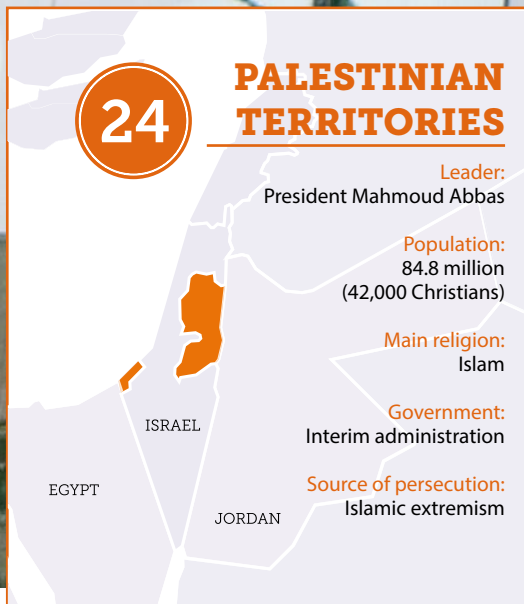 24
PALESTINIAN
TERRITORIES
Leader:
President Mahmoud Abbas
Population:
84.8 million
(42,000 Christians)
Main religion:
Islam
Government:
Interim administration
Source of persecution:
Islamic extremism
ISRAEL
EGYPT
JORDAN